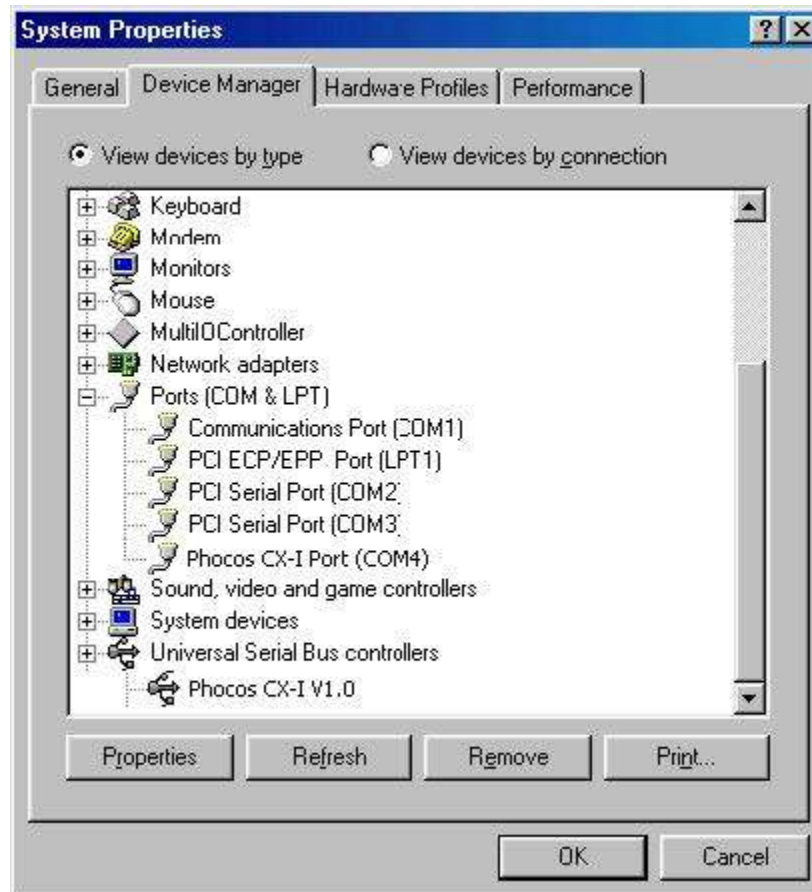 System Properties
General Device Manager Hardware Profiles Performance
View devices by type View devices by connection
Keyboard
Modem
Monitors
Mouse
MultiIOController
Network adapters
Ports (COM & LPT)
Communications Port (COM1)
PCI ECP/EPP Port (LPT1)
PCI Serial Port (COM2)
PCI Serial Port (COM3)
Phocos CX-I Port (COM4)
Sound, video and game controllers
System devices
Universal Serial Bus controllers
Phocos CX-I V1.0
Properties Refresh Remove Print...
OK Cancel